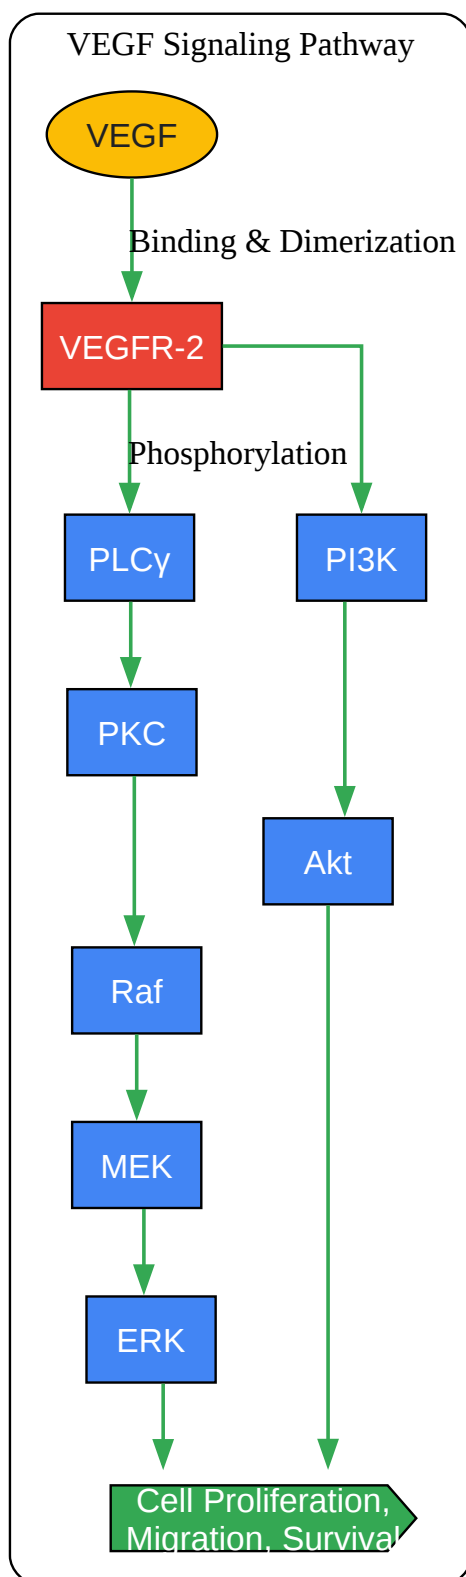 VEGF Signaling Pathway
VEGF
Binding & Dimerization
VEGFR-2
Phosphorylation
PLCγ
PI3K
PKC
Akt
Raf
MEK
ERK
Cell Proliferation,
Migration, Survival